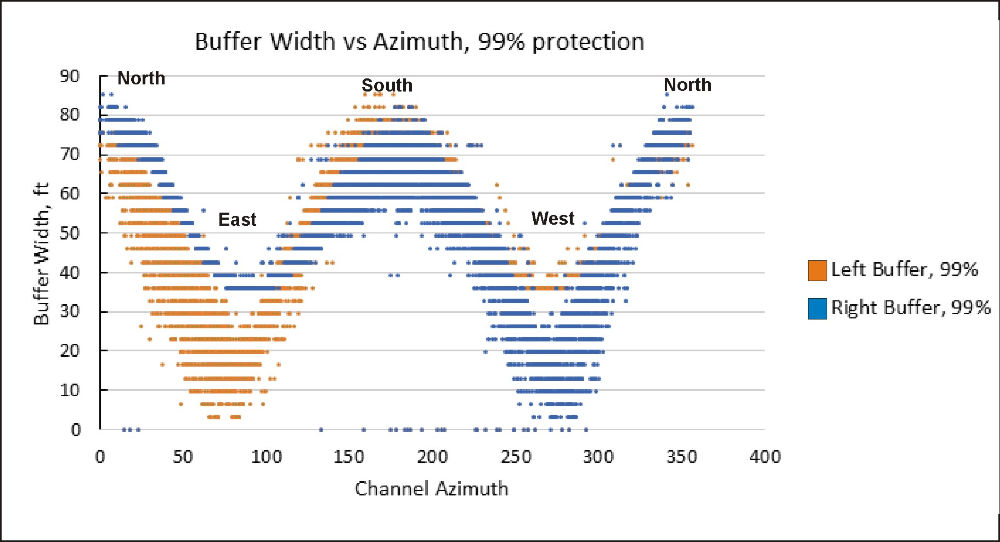 Buffer Width vs Azimuth, 99% protection
90
80
70
60
50
40
30
20
10
0
Buffer Width, ft
North
South
North
East
West
Left Buffer, 99%
Right Buffer, 99%
0 50 100 150 200 250 300 350 400
Channel Azimuth